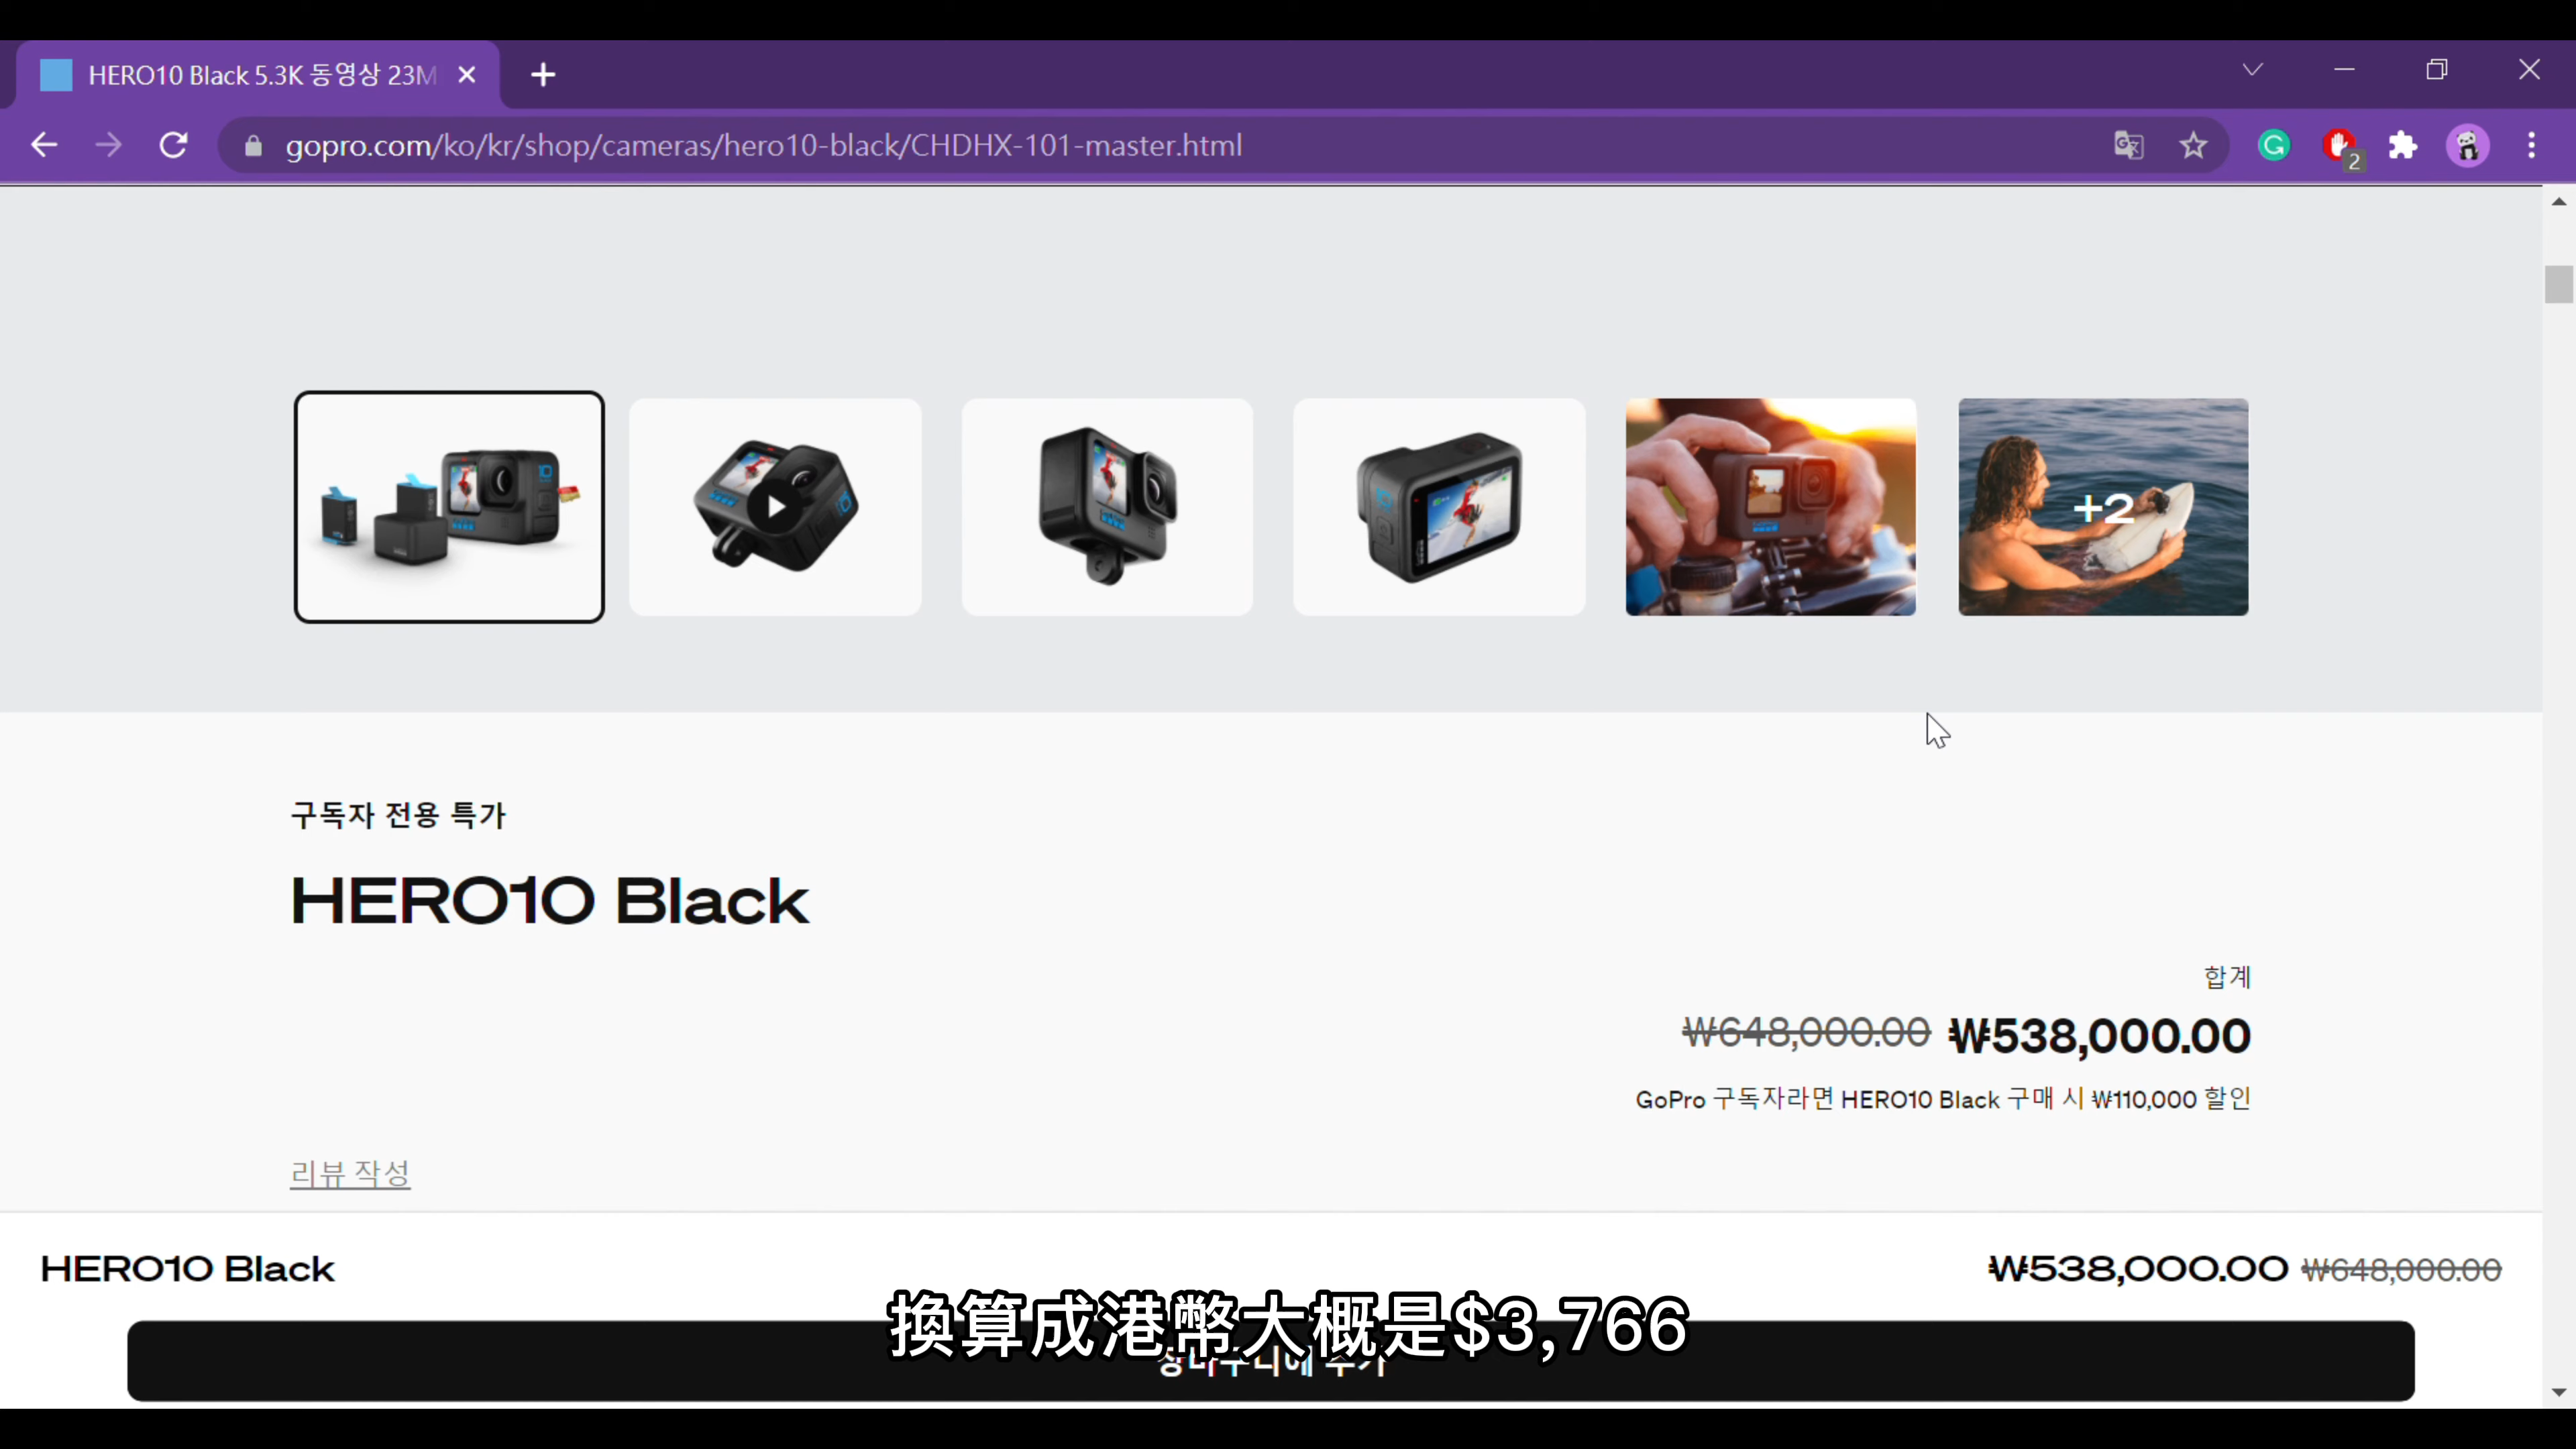 HERO10 Black 5.3K 동영상 23M
gopro.com/ko/kr/shop/cameras/hero10-black/CHDHX-101-master.html
2
+2
구독자 전용 특가
HERO10 Black
합계
₩648,000.00 ₩538,000.00
GoPro 구독자라면 HERO10 Black 구매 시 ₩110,000 할인
리뷰 작성
HERO10 Black
₩538,000.00 ₩648,000.00
換算成港幣大概是$3,766